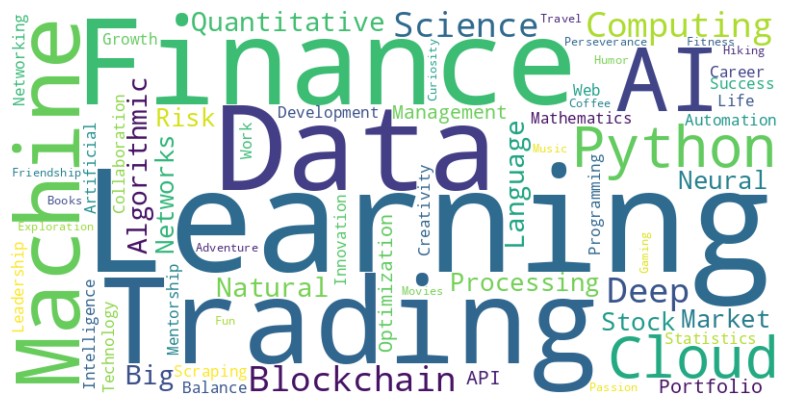 Networking
Machine
Growth
Finance
Quantitative
Science
Travel
Computing
Perseverance
Fitness
Curiosity
Humor
Hiking
AI
Career
Success
Web
Coffee
Life
Algorithmic
Collaboration
Artificial
Risk
Data
Development
Management
Mathematics
Automation
Work
Networks
Language
Music
Python
Friendship
Books
Neural
Exploration
Learning
Programming
Creativity
Adventure
Innovation
Gaming
Leadership
Intelligence
Technology
Mentorship
Natural
Optimization
Movies
Processing
Deep
Trading
Fun
Stock
Market
Statistics
Cloud
Big
Scraping
Balance
Blockchain
API
Passion
Portfolio